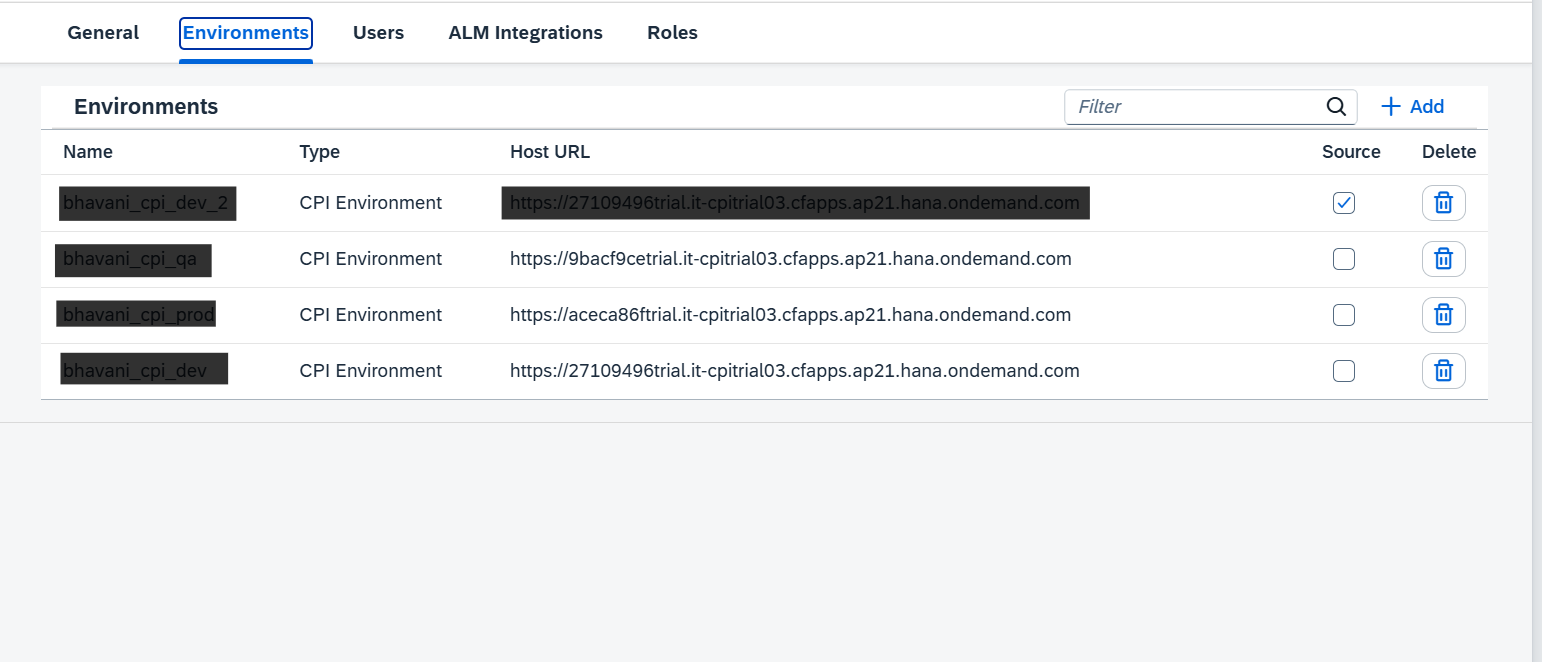 General Environments Users ALM Integrations Roles
Environments Filter Add
Name Type Host URL Source Delete
bhavani_cpi_dev_2 CPI Environment https://27109496trial.it-cpitrial03.cfapps.ap21.hana.ondemand.com
bhavani_cpi_qa CPI Environment https://9bacf9cetrial.it-cpitrial03.cfapps.ap21.hana.ondemand.com
bhavani_cpi_prod CPI Environment https://aceca86ftrial.it-cpitrial03.cfapps.ap21.hana.ondemand.com
bhavani_cpi_dev CPI Environment https://27109496trial.it-cpitrial03.cfapps.ap21.hana.ondemand.com